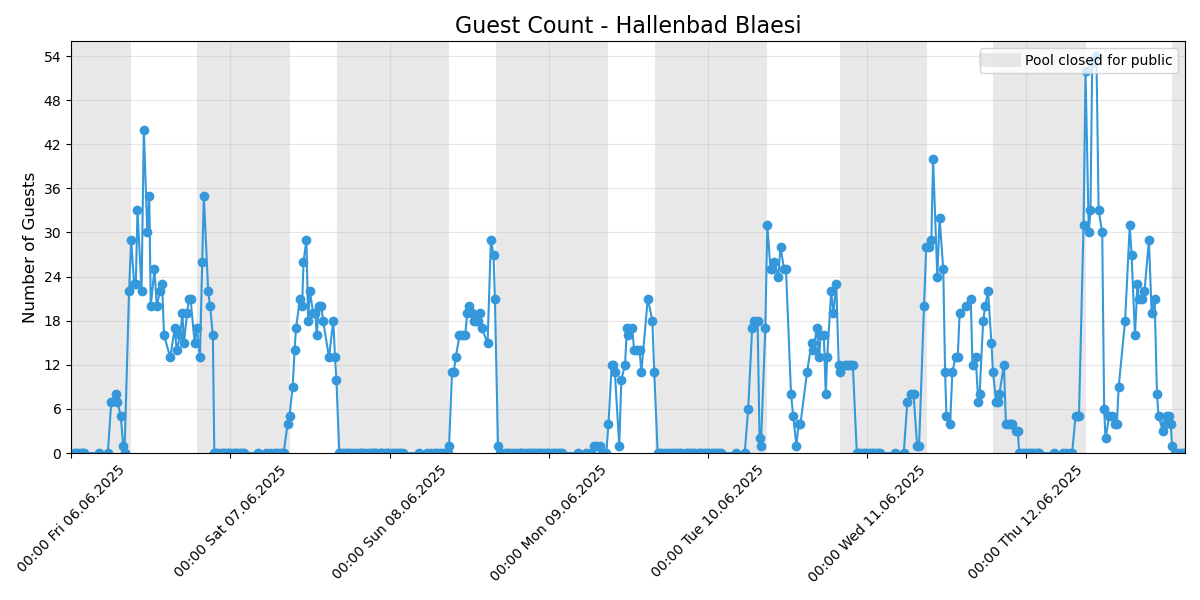 Guest Count - Hallenbad Blaesi
Pool closed for public
Number of Guests
54
48
42
36
30
24
18
12
6
0
00:00 Fri 06.06.2025
00:00 Sat 07.06.2025
00:00 Sun 08.06.2025
00:00 Mon 09.06.2025
00:00 Tue 10.06.2025
00:00 Wed 11.06.2025
00:00 Thu 12.06.2025